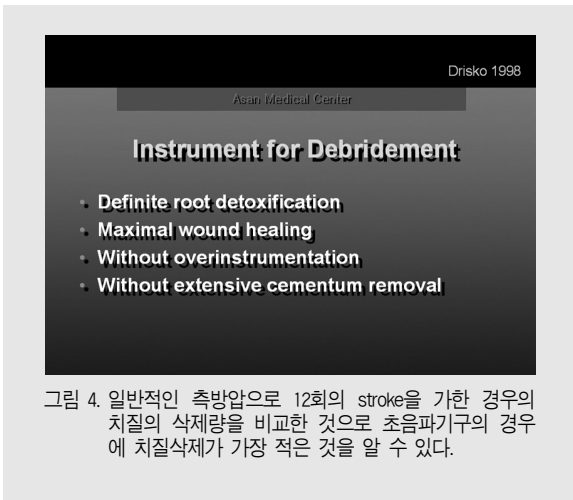 Drisko 1998
Asan Medical Center
Instrument for Debridement
• Definite root detoxification
• Maximal wound healing
• Without overinstrumentation
• Without extensive cementum removal
그림 4. 일반적인 측방압으로 12회의 stroke을 가한 경우의
치질의 삭제량을 비교한 것으로 초음파기구의 경우
에 치질삭제가 가장 적은 것을 알 수 있다.